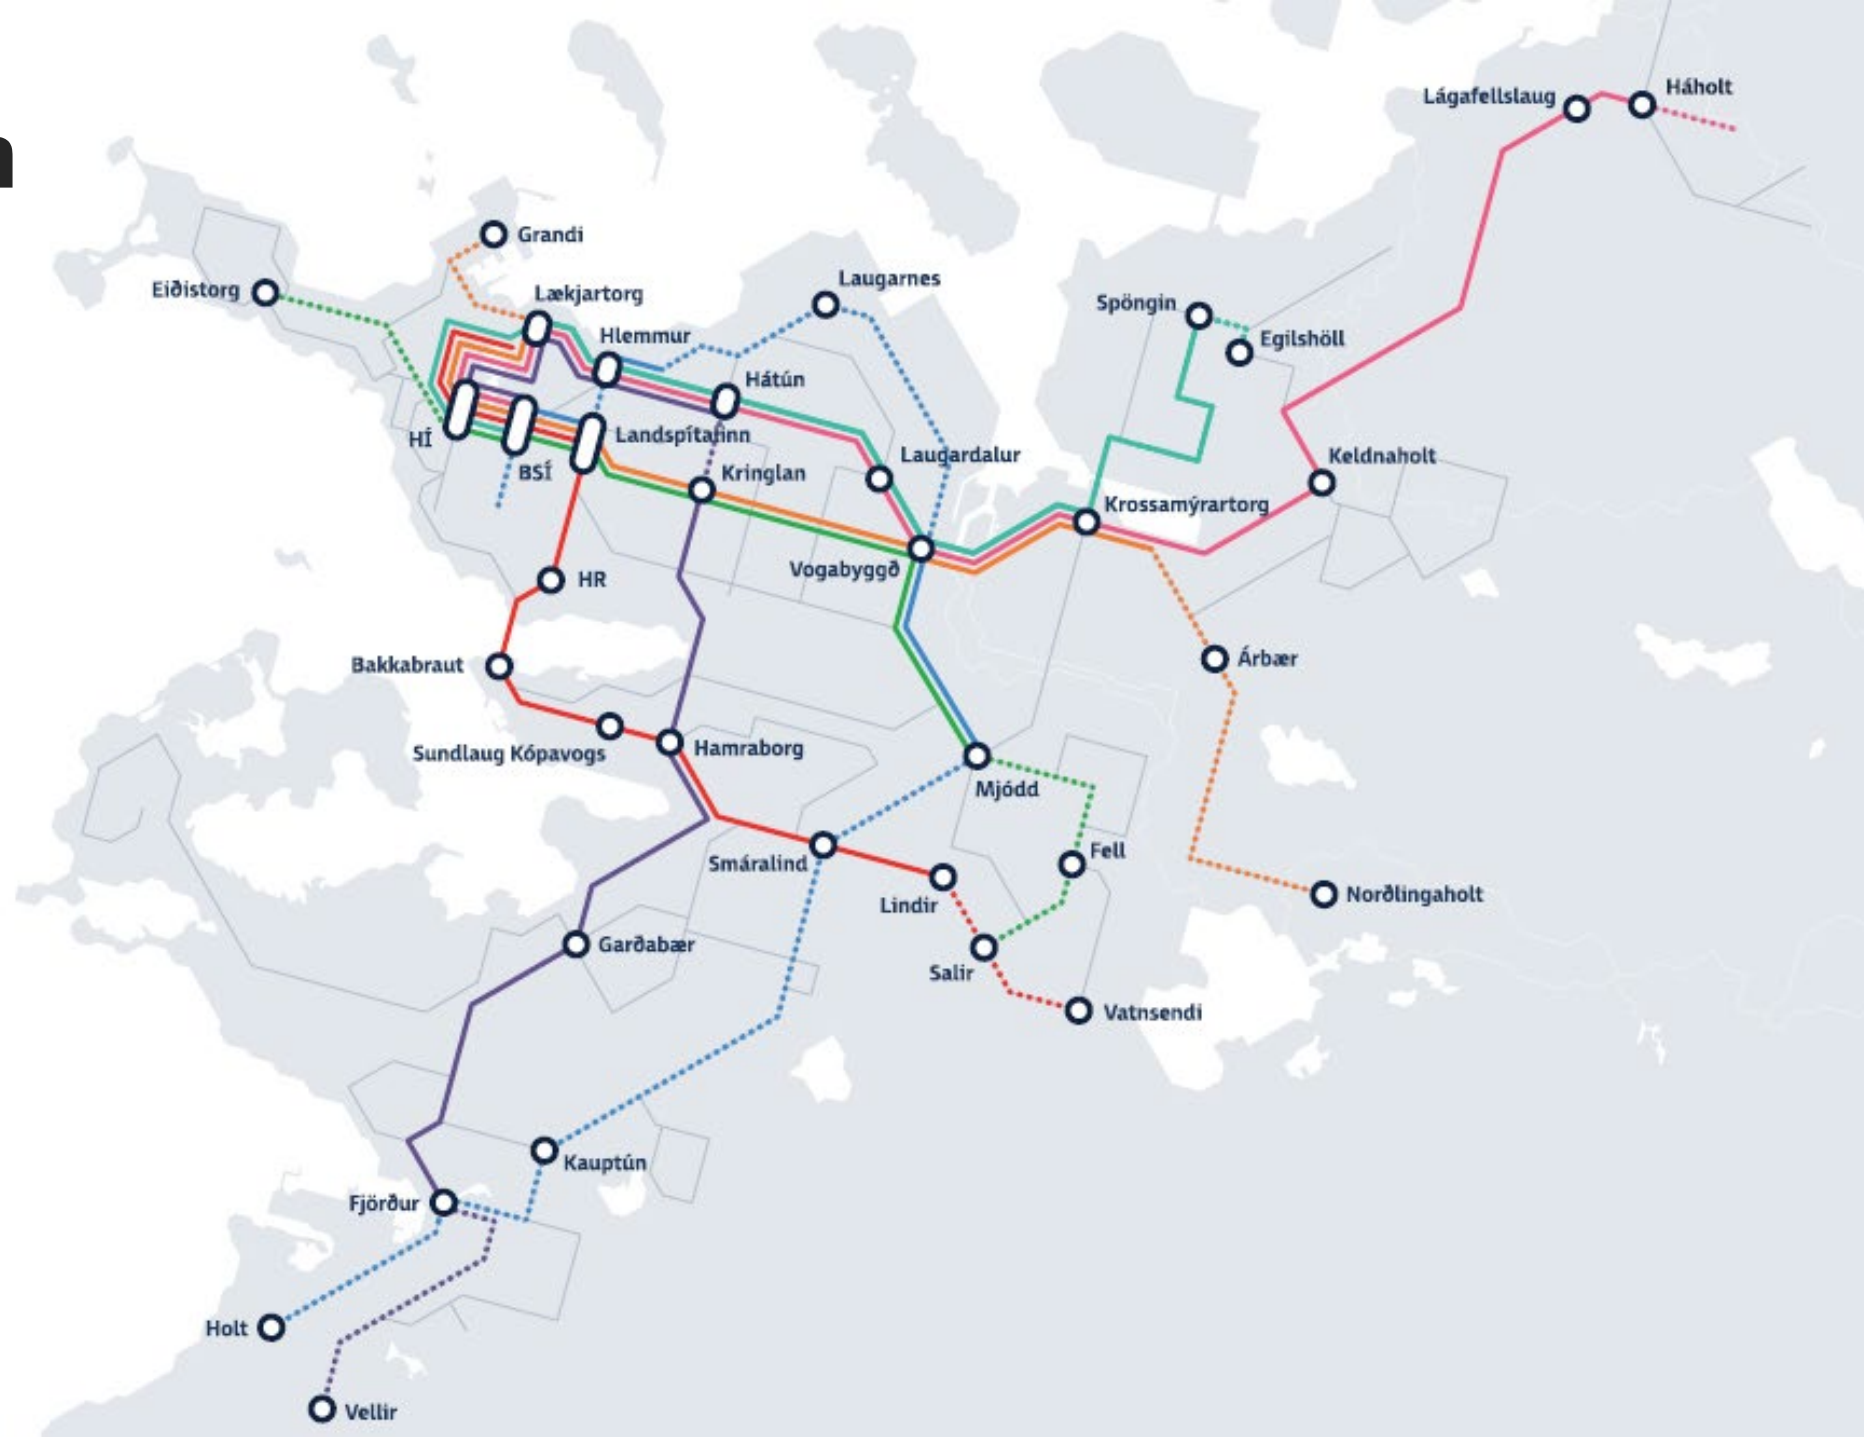 n
Háholt
Lágafellslaug
Grandi
Eiðistorg
Laugarnes
Lækjartorg
Spöngin
Hlemmur
Egilshöll
Hátún
HÍ
Landspítalinn
BSÍ
Kringlan
Laugardalur
Keldnaholt
Krossamýrartorg
Vogabyggð
HR
Bakkabraut
Árbær
Sundlaug Kópavogs
Hamraborg
Mjódd
Smáralind
Fell
Lindir
Norðlingaholt
Garðabær
Salir
Vatnsendi
Kauptún
Fjörður
Holt
Vellir